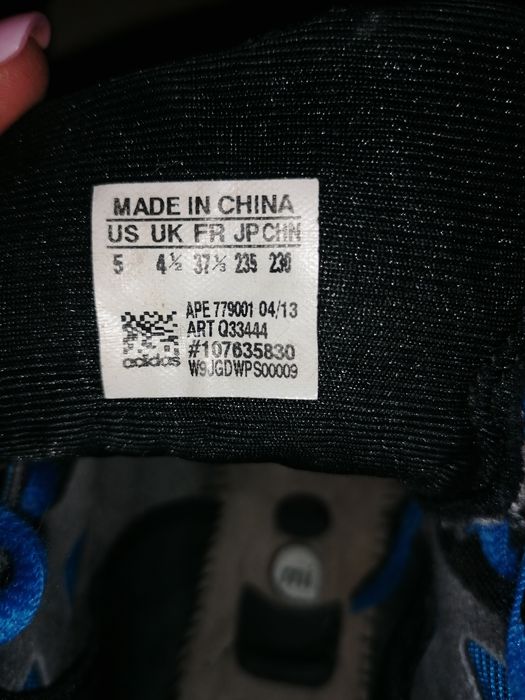 MADE IN CHINA
US UK FR JP CHN
5 4½ 37⅓ 235 230
APE 779001 04/13
ART Q33444
#107635830
adidas W9JGDWPS00009
mi